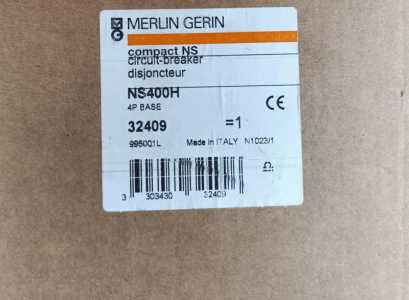 MERLIN GERIN
compact NS
circuit-breaker
disjoncteur
NS400H
4P BASE
32409 =1
995001L Made in ITALY N1023/1
3 303430 32409